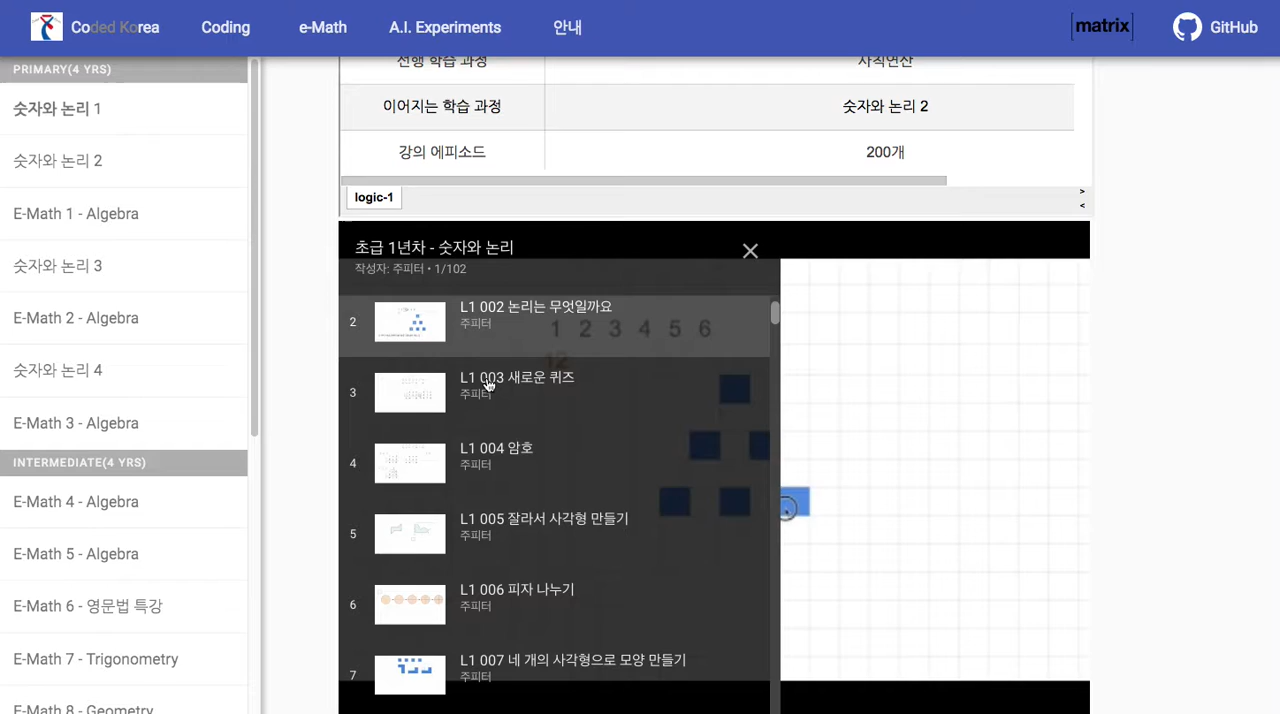 Coded Korea
Coding
e-Math
A.I. Experiments
안내
matrix
GitHub
PRIMARY(4 YRS)
숫자와 논리 1
숫자와 논리 2
E-Math 1 - Algebra
숫자와 논리 3
E-Math 2 - Algebra
숫자와 논리 4
E-Math 3 - Algebra
INTERMEDIATE(4 YRS)
E-Math 4 - Algebra
E-Math 5 - Algebra
E-Math 6 - 영문법 특강
E-Math 7 - Trigonometry
E-Math 8 - Geometry
선행 학습 과정 사칙연산
이어지는 학습 과정 숫자와 논리 2
강의 에피소드 200개
logic-1
>
<
초급 1년차 - 숫자와 논리
작성자: 주피터 • 1/102
2 L1 002 논리는 무엇일까요
주피터
1 2 3 4 5 6
12
3 L1 003 새로운 퀴즈
주피터
4 L1 004 암호
주피터
5 L1 005 잘라서 사각형 만들기
주피터
6 L1 006 피자 나누기
주피터
7 L1 007 네 개의 사각형으로 모양 만들기
주피터